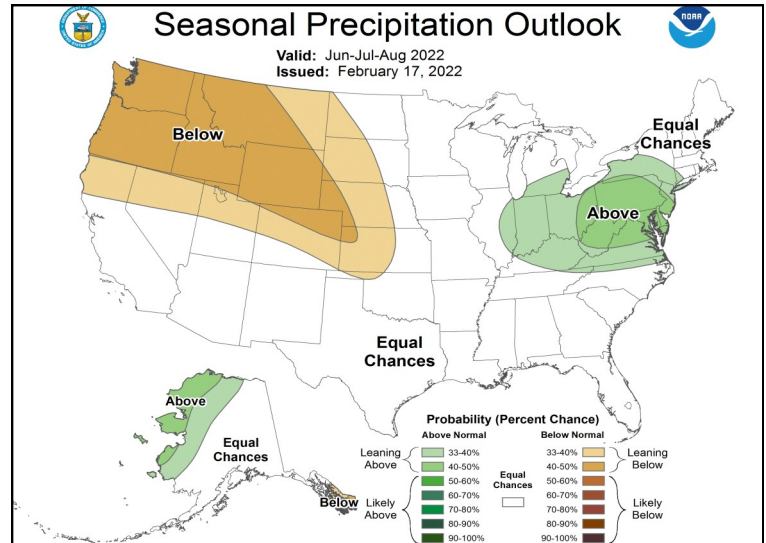 Seasonal Precipitation Outlook
NOAA
Valid: Jun-Jul-Aug 2022
Issued: February 17, 2022
Below
Equal
Chances
Above
Equal
Chances
Above
Equal
Chances
Below
Probability (Percent Chance)
Above Normal Below Normal
Leaning
Above
33-40%
40-50%
50-60%
60-70%
70-80%
80-90%
90-100%
Likely
Above
Equal
Chances
33-40%
40-50%
50-60%
60-70%
70-80%
80-90%
90-100%
Leaning
Below
Likely
Below